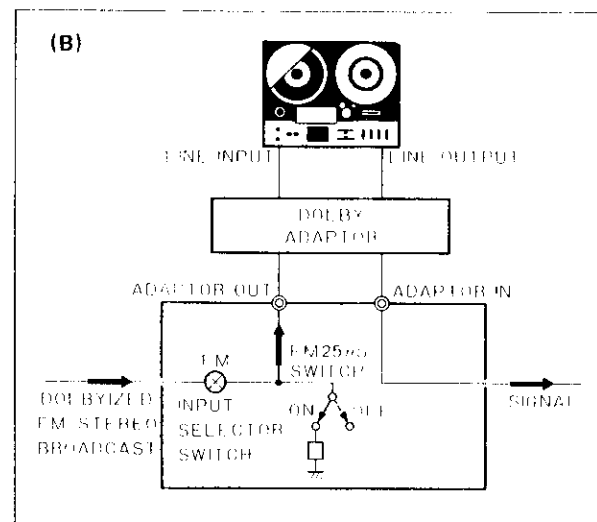 (B)
LINE INPUT
LINE OUTPUT
DOLBY
ADAPTOR
ADAPTOR OUT
ADAPTOR IN
FM
FM25μS
SWITCH
DOLBYIZED
FM STEREO
BROADCAST
INPUT
SELECTOR
SWITCH
ON
OFF
SIGNAL